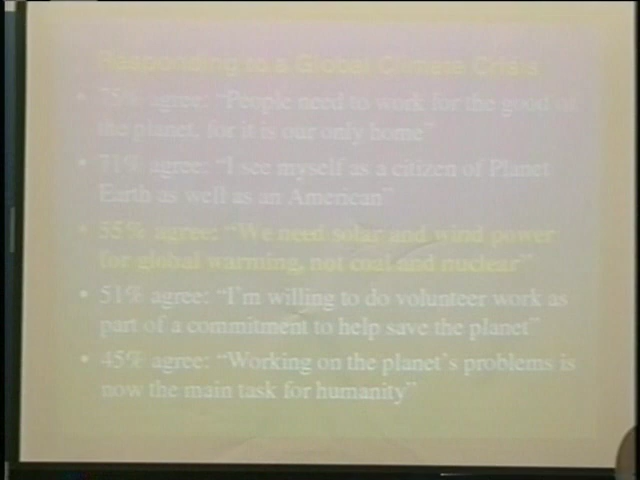 Responding to a Global Climate Crisis
• 75% agree: "People need to work for the good of
the planet, for it is our only home"
• 71% agree: "I see myself as a citizen of Planet
Earth as well as an American"
• 55% agree: "We need solar and wind power
for global warming, not coal and nuclear"
• 51% agree: "I'm willing to do volunteer work as
part of a commitment to help save the planet"
• 45% agree: "Working on the planet's problems is
now the main task for humanity"